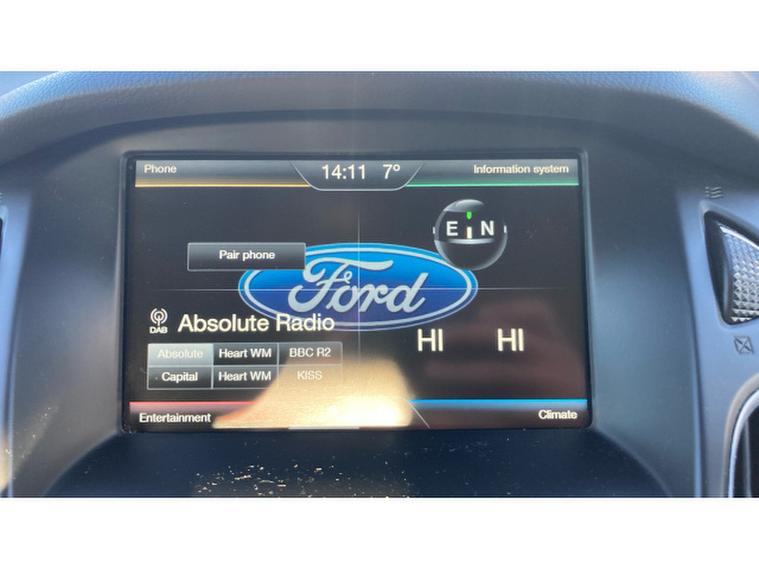 Phone 14:11 7° Information system
E N
Pair phone
Ford
DAB Absolute Radio
HI HI
Absolute Heart WM BBC R2
Capital Heart WM KISS
Entertainment Climate